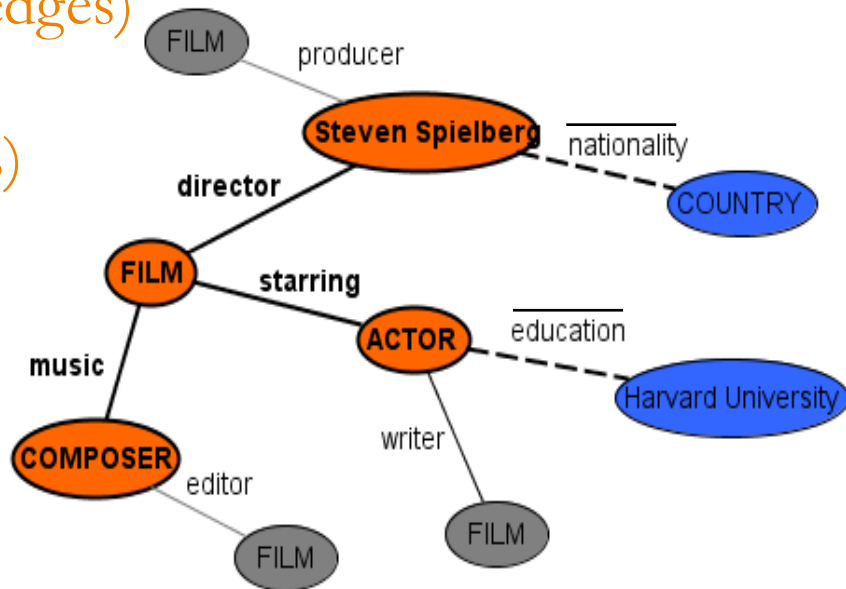 edges)
FILM
producer
Steven Spielberg
nationality
s)
director
COUNTRY
FILM
starring
ACTOR
education
music
Harvard University
writer
COMPOSER
editor
FILM
FILM